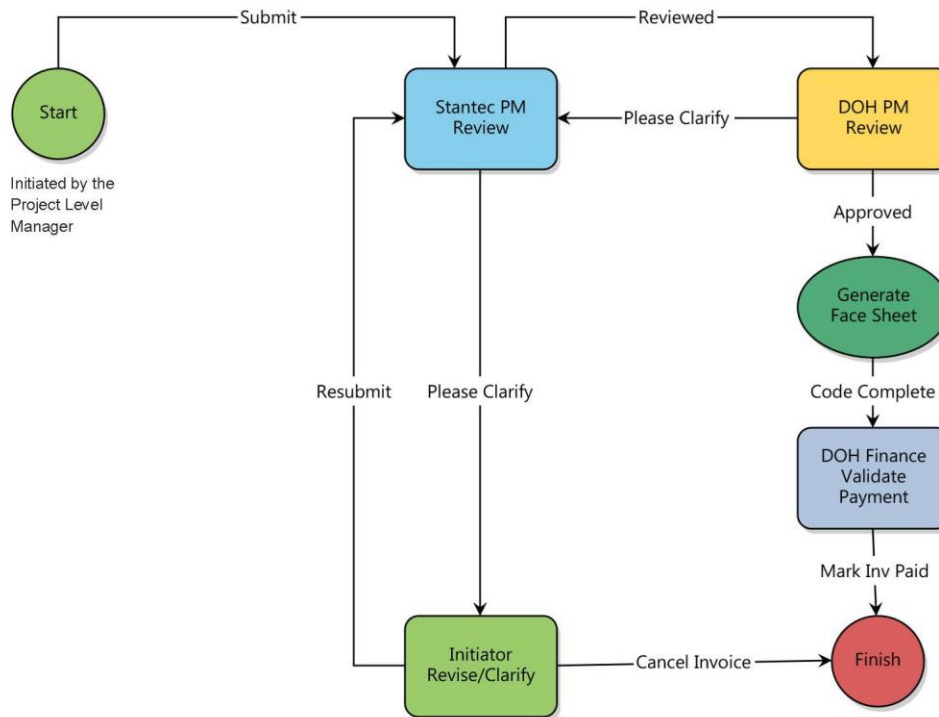 Submit
Reviewed
Start
Stantec PM
Review
Please Clarify
DOH PM
Review
Initiated by the
Project Level
Manager
Approved
Generate
Face Sheet
Resubmit
Please Clarify
Code Complete
DOH Finance
Validate
Payment
Mark Inv Paid
Initiator
Revise/Clarify
Cancel Invoice
Finish